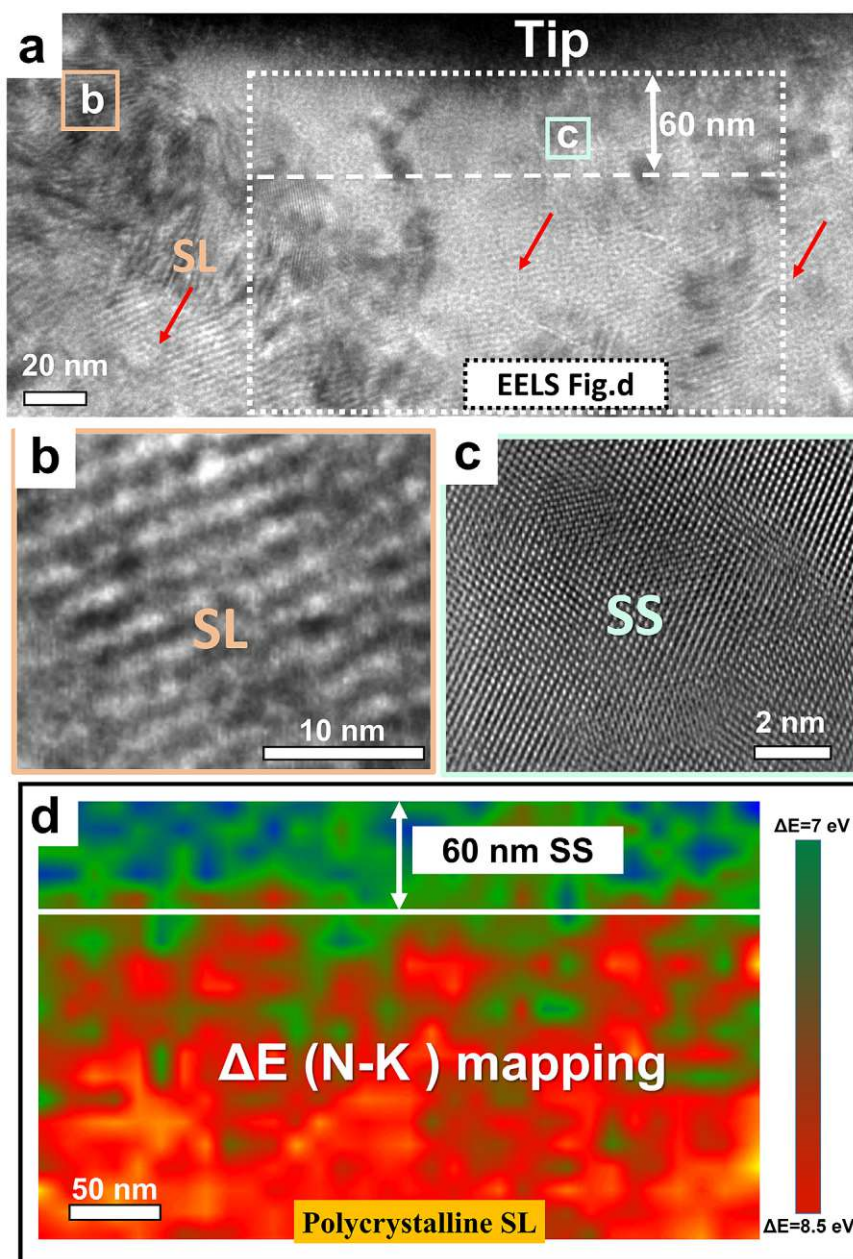 a
Tip
b
c
60 nm
SL
20 nm
EELS Fig.d
b
SL
10 nm
c
SS
2 nm
d
60 nm SS
ΔE=7 eV
ΔE (N-K ) mapping
50 nm
Polycrystalline SL
ΔE=8.5 eV